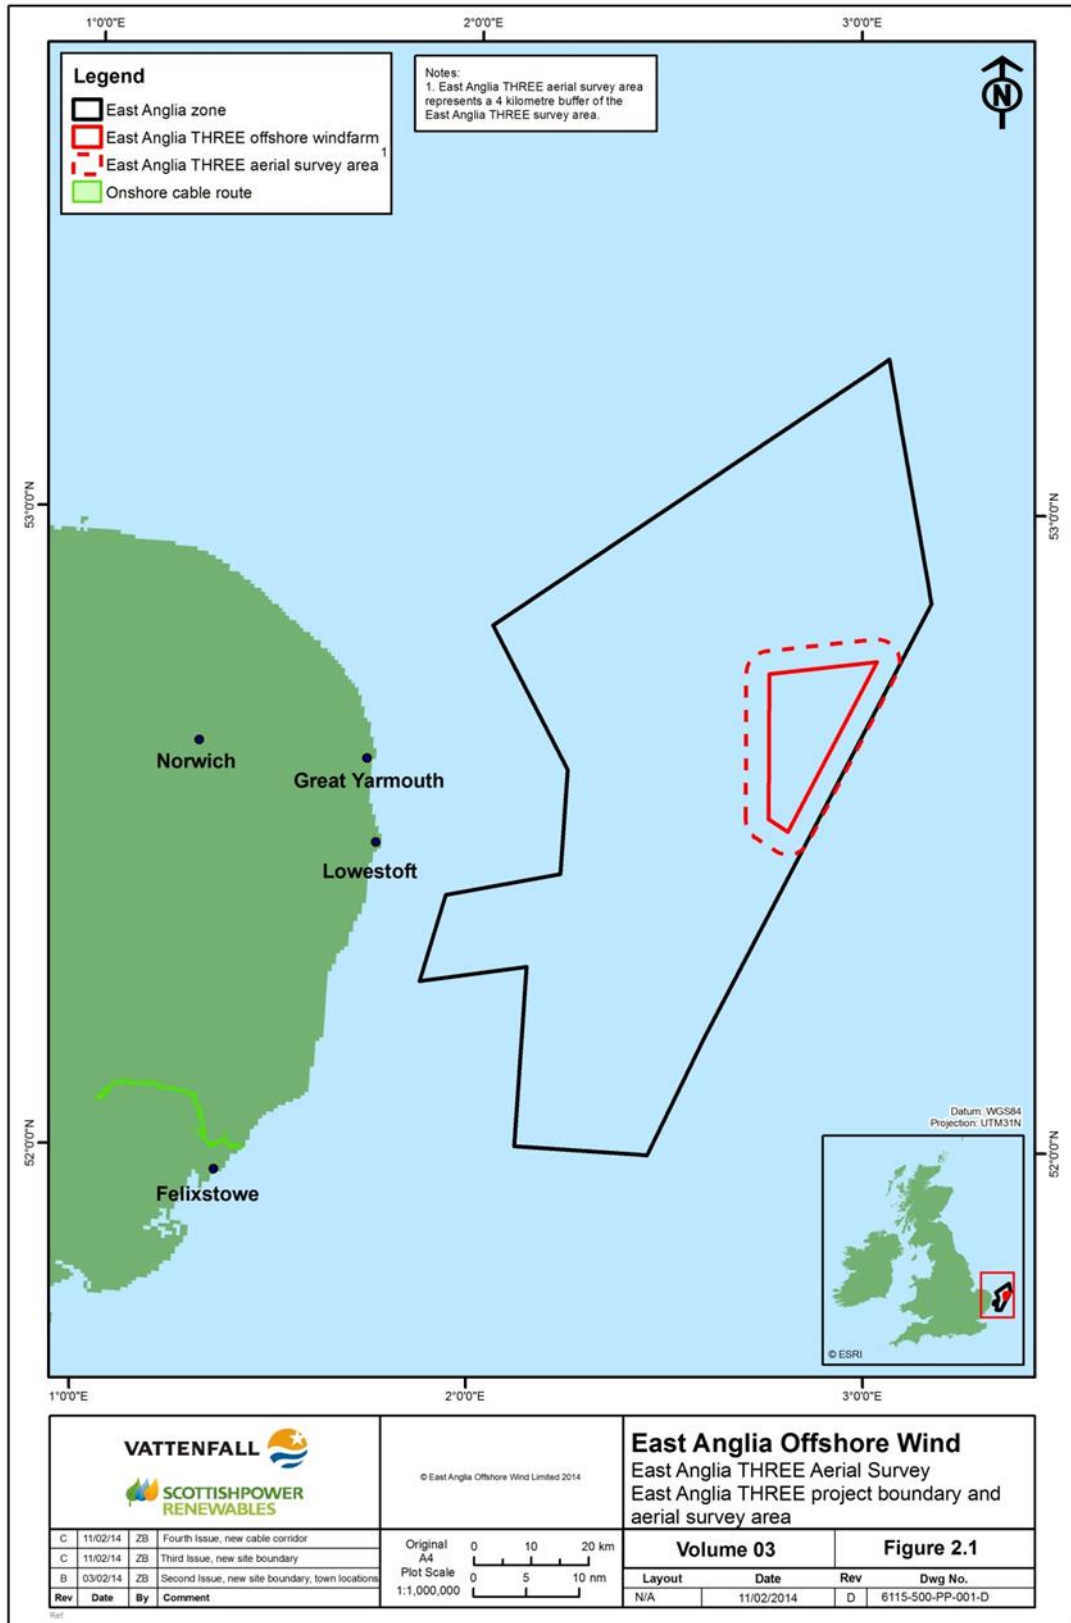 1°0'0"E
2°0'0"E
3°0'0"E
Legend
East Anglia zone
East Anglia THREE offshore windfarm
East Anglia THREE aerial survey area 1
Onshore cable route
Notes:
1. East Anglia THREE aerial survey area
represents a 4 kilometre buffer of the
East Anglia THREE survey area.
N
53°0'0"N
53°0'0"N
Norwich
Great Yarmouth
Lowestoft
Felixstowe
52°0'0"N
52°0'0"N
Datum: WGS84
Projection: UTM31N
© ESRI
1°0'0"E
2°0'0"E
3°0'0"E
VATTENFALL
SCOTTISHPOWER
RENEWABLES
© East Anglia Offshore Wind Limited 2014
East Anglia Offshore Wind
East Anglia THREE Aerial Survey
East Anglia THREE project boundary and
aerial survey area
C 11/02/14 ZB Fourth Issue, new cable corridor
C 11/02/14 ZB Third Issue, new site boundary
B 03/02/14 ZB Second Issue, new site boundary, town locations
Rev Date By Comment
Ref:
Original
A4
Plot Scale
1:1,000,000
0 10 20 km
0 5 10 nm
Volume 03
Figure 2.1
Layout Date Rev Dwg No.
N/A 11/02/2014 D 6115-500-PP-001-D